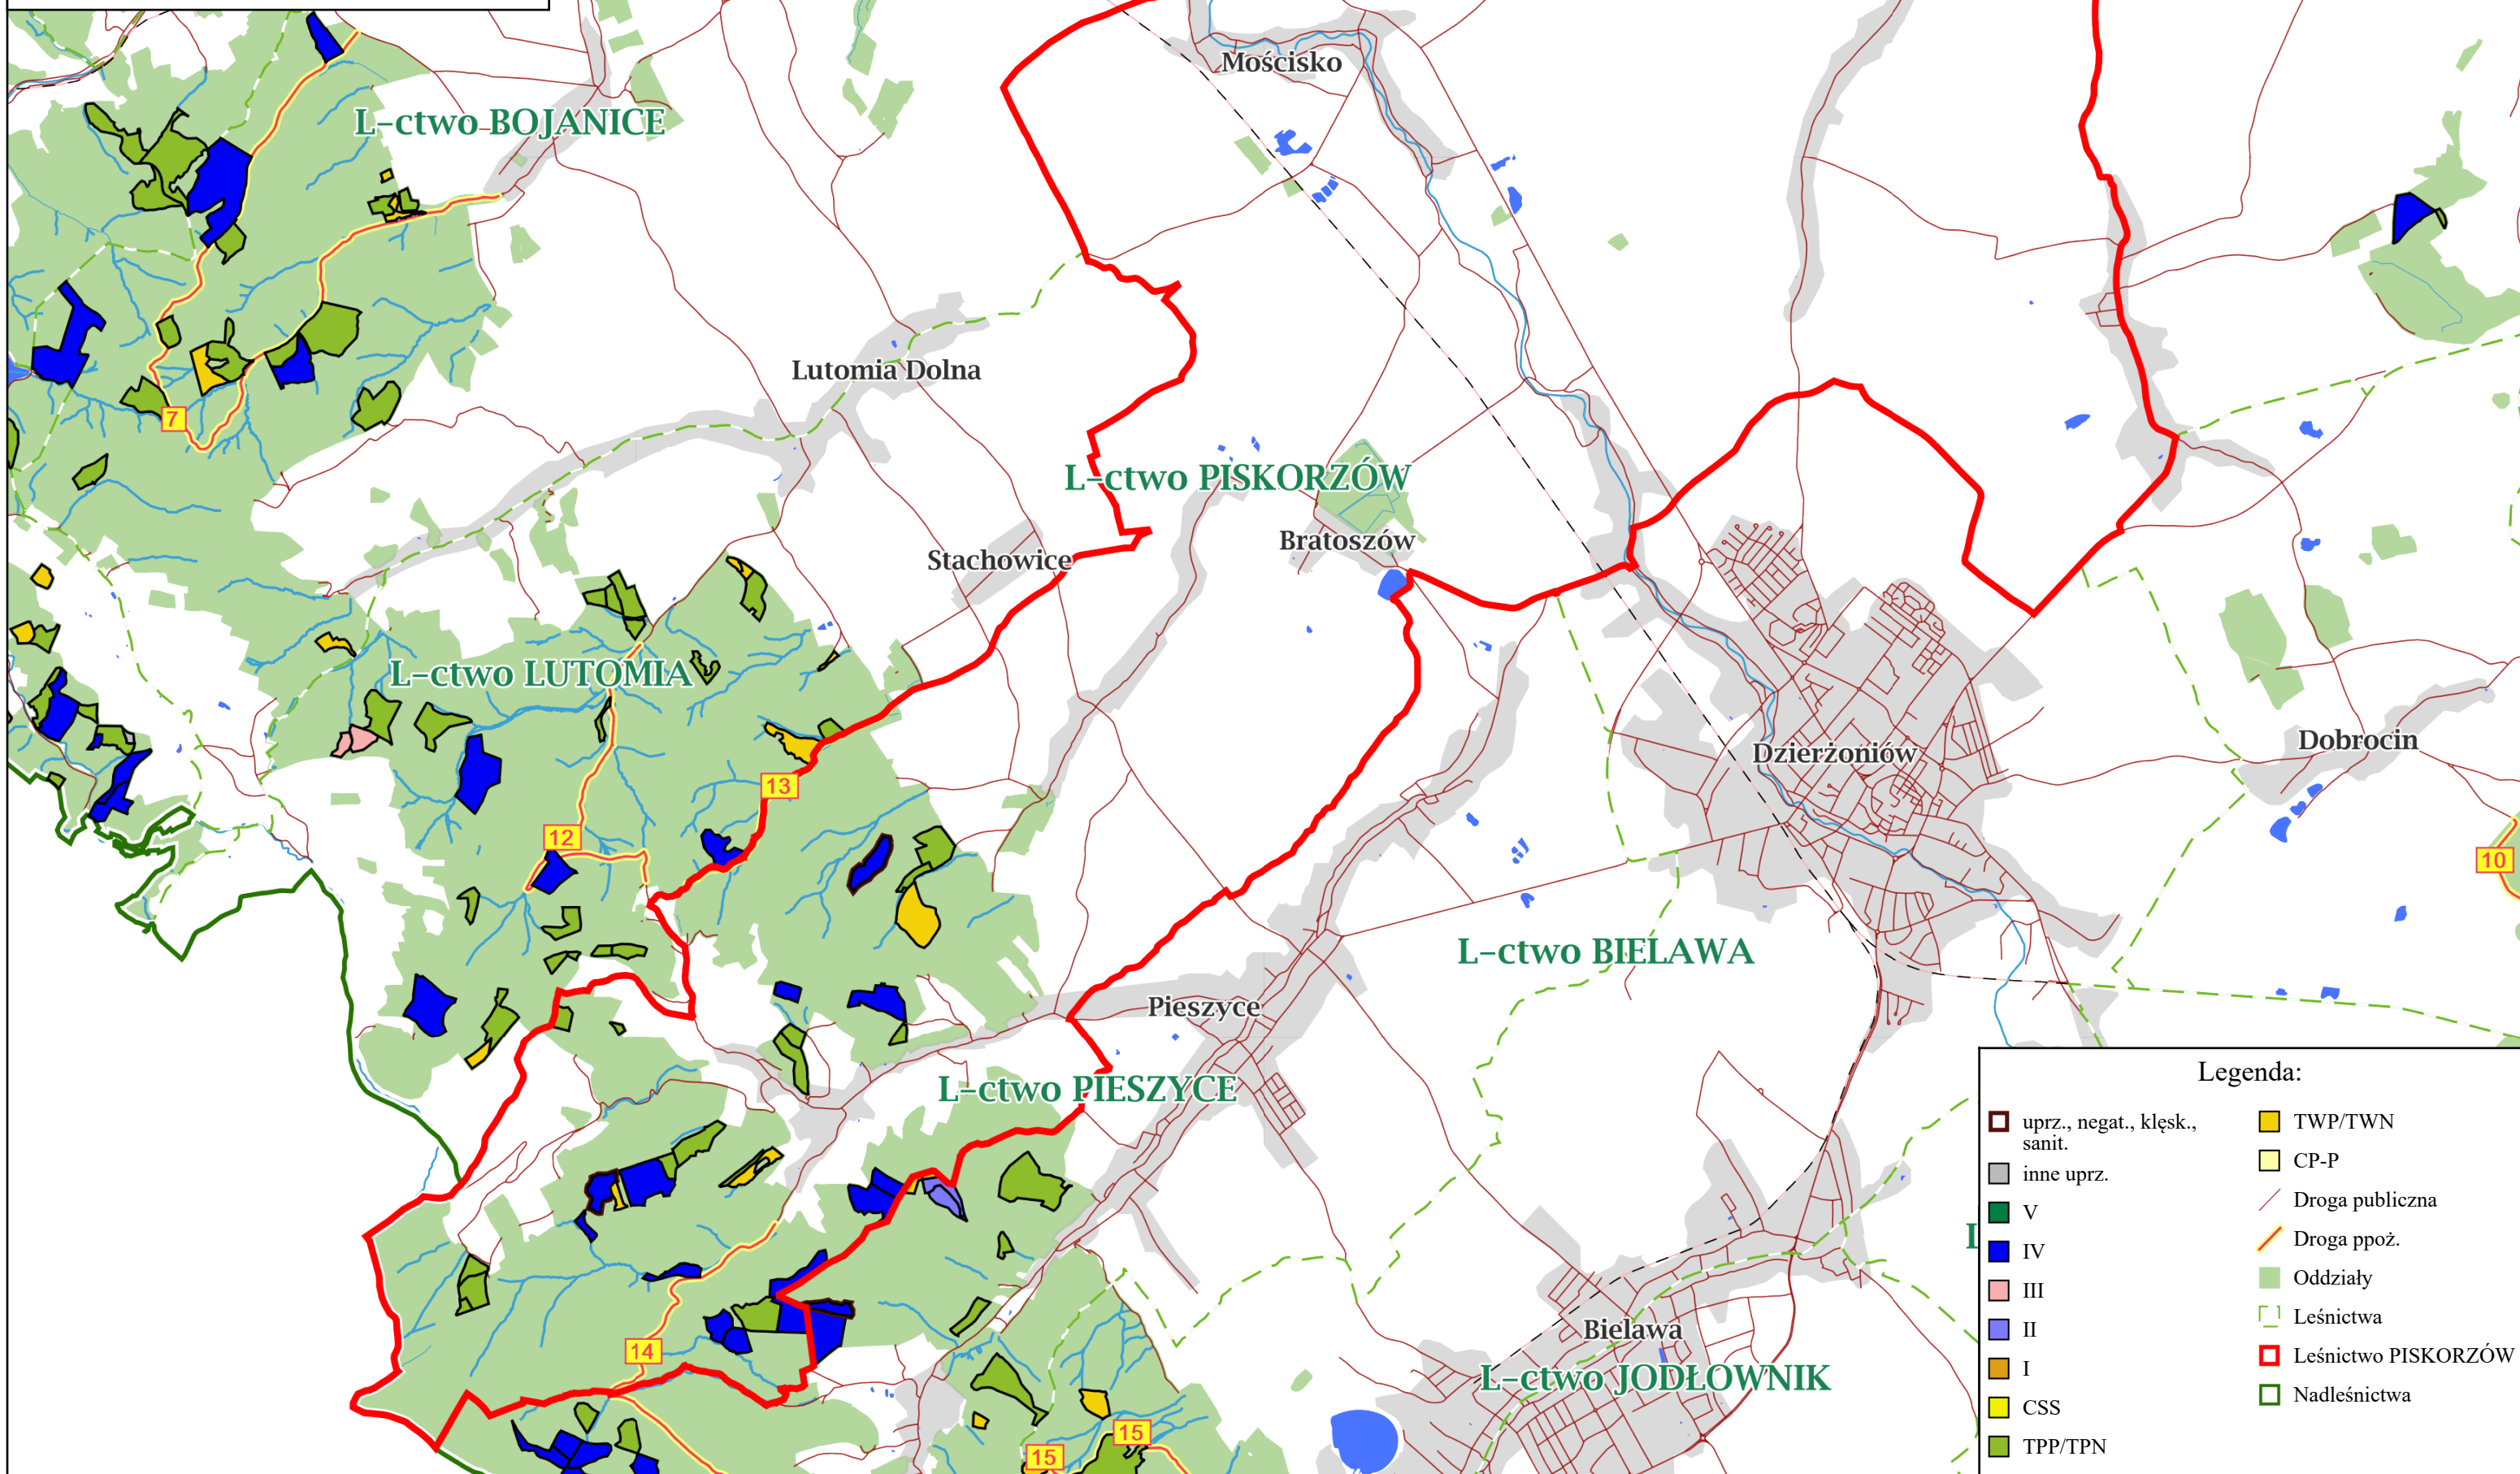 Mościsko
L-ctwo BOJANICE
Lutomia Dolna
7
L-ctwo PISKORZÓW
Bratoszów
Stachowice
L-ctwo LUTOMIA
Dobrocin
Dzierżoniów
13
12
10
L-ctwo BIELAWA
Pieszyce
L-ctwo PIESZYCE
Bielawa
14
L-ctwo JODŁOWNIK
15
15
L
Legenda:
uprz., negat., klęsk.,
sanit.
inne uprz.
V
IV
III
II
I
CSS
TPP/TPN
TWP/TWN
CP-P
Droga publiczna
Droga ppoż.
Oddziały
Leśnictwa
Leśnictwo PISKORZÓW
Nadleśnictwa